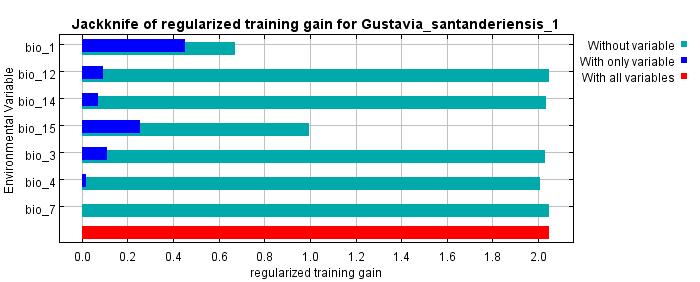 Jackknife of regularized training gain for Gustavia_santanderiensis_1
Without variable
With only variable
With all variables
Environmental Variable
bio_1
bio_12
bio_14
bio_15
bio_3
bio_4
bio_7
0.0 0.2 0.4 0.6 0.8 1.0 1.2 1.4 1.6 1.8 2.0
regularized training gain